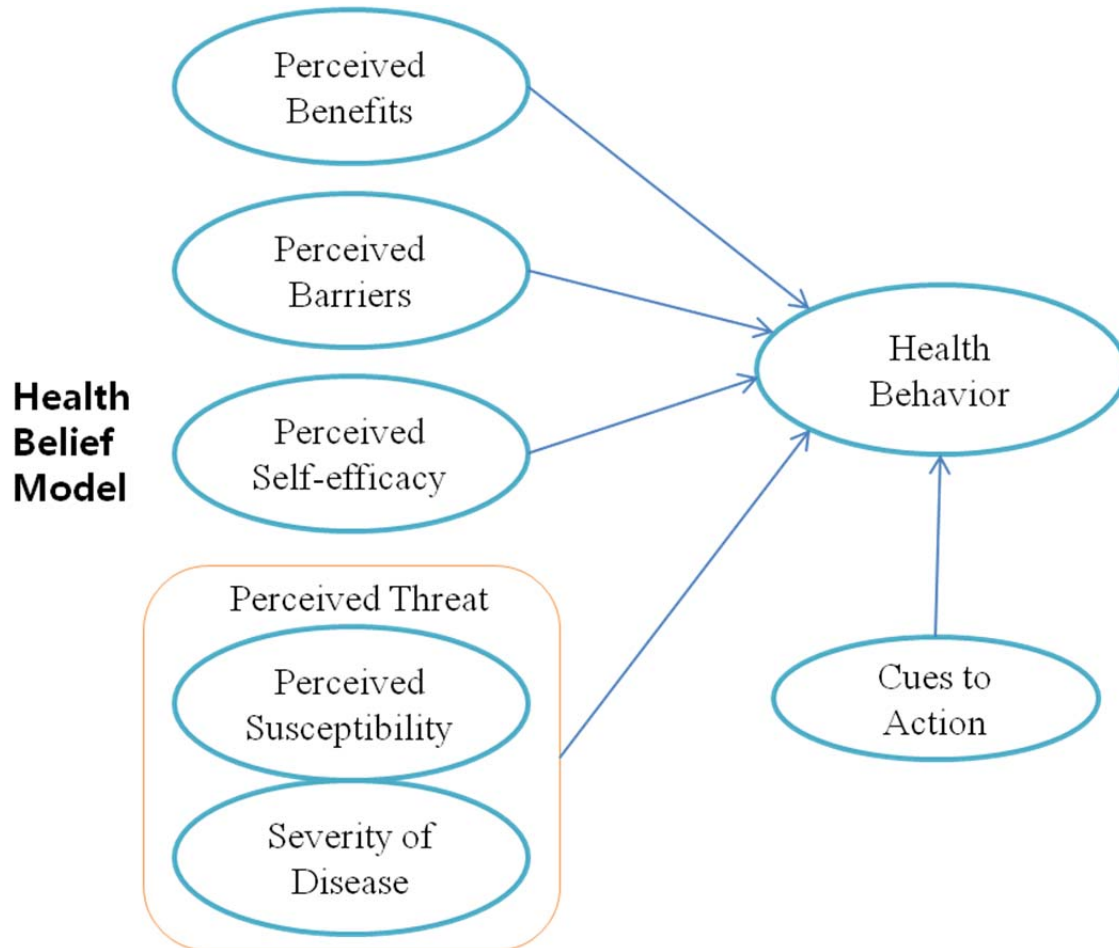 Perceived
Benefits
Perceived
Barriers
Health
Belief
Model
Perceived
Self-efficacy
Health
Behavior
Perceived Threat
Perceived
Susceptibility
Severity of
Disease
Cues to
Action